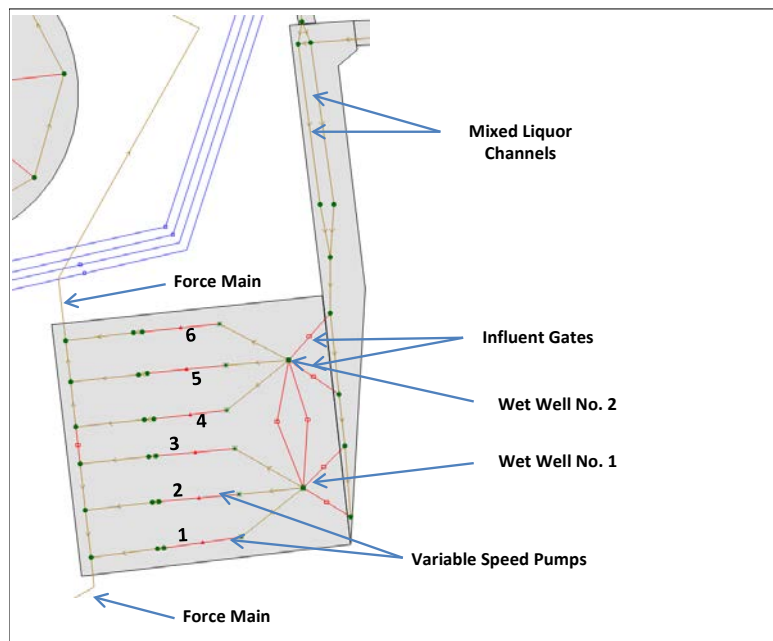 Mixed Liquor
Channels
Force Main
6
Influent Gates
5
Wet Well No. 2
4
3
Wet Well No. 1
2
1
Variable Speed Pumps
Force Main